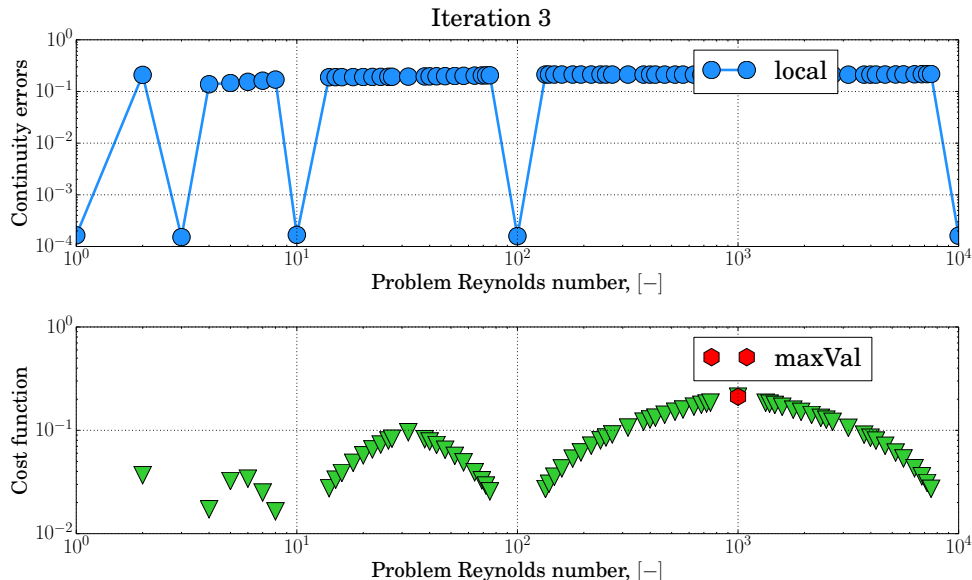 Iteration 3
Continuity errors
10^0
10^-1
10^-2
10^-3
10^-4
local
10^0 10^1 10^2 10^3 10^4
Problem Reynolds number, [−]
Cost function
10^0
10^-1
10^-2
maxVal
10^0 10^1 10^2 10^3 10^4
Problem Reynolds number, [−]